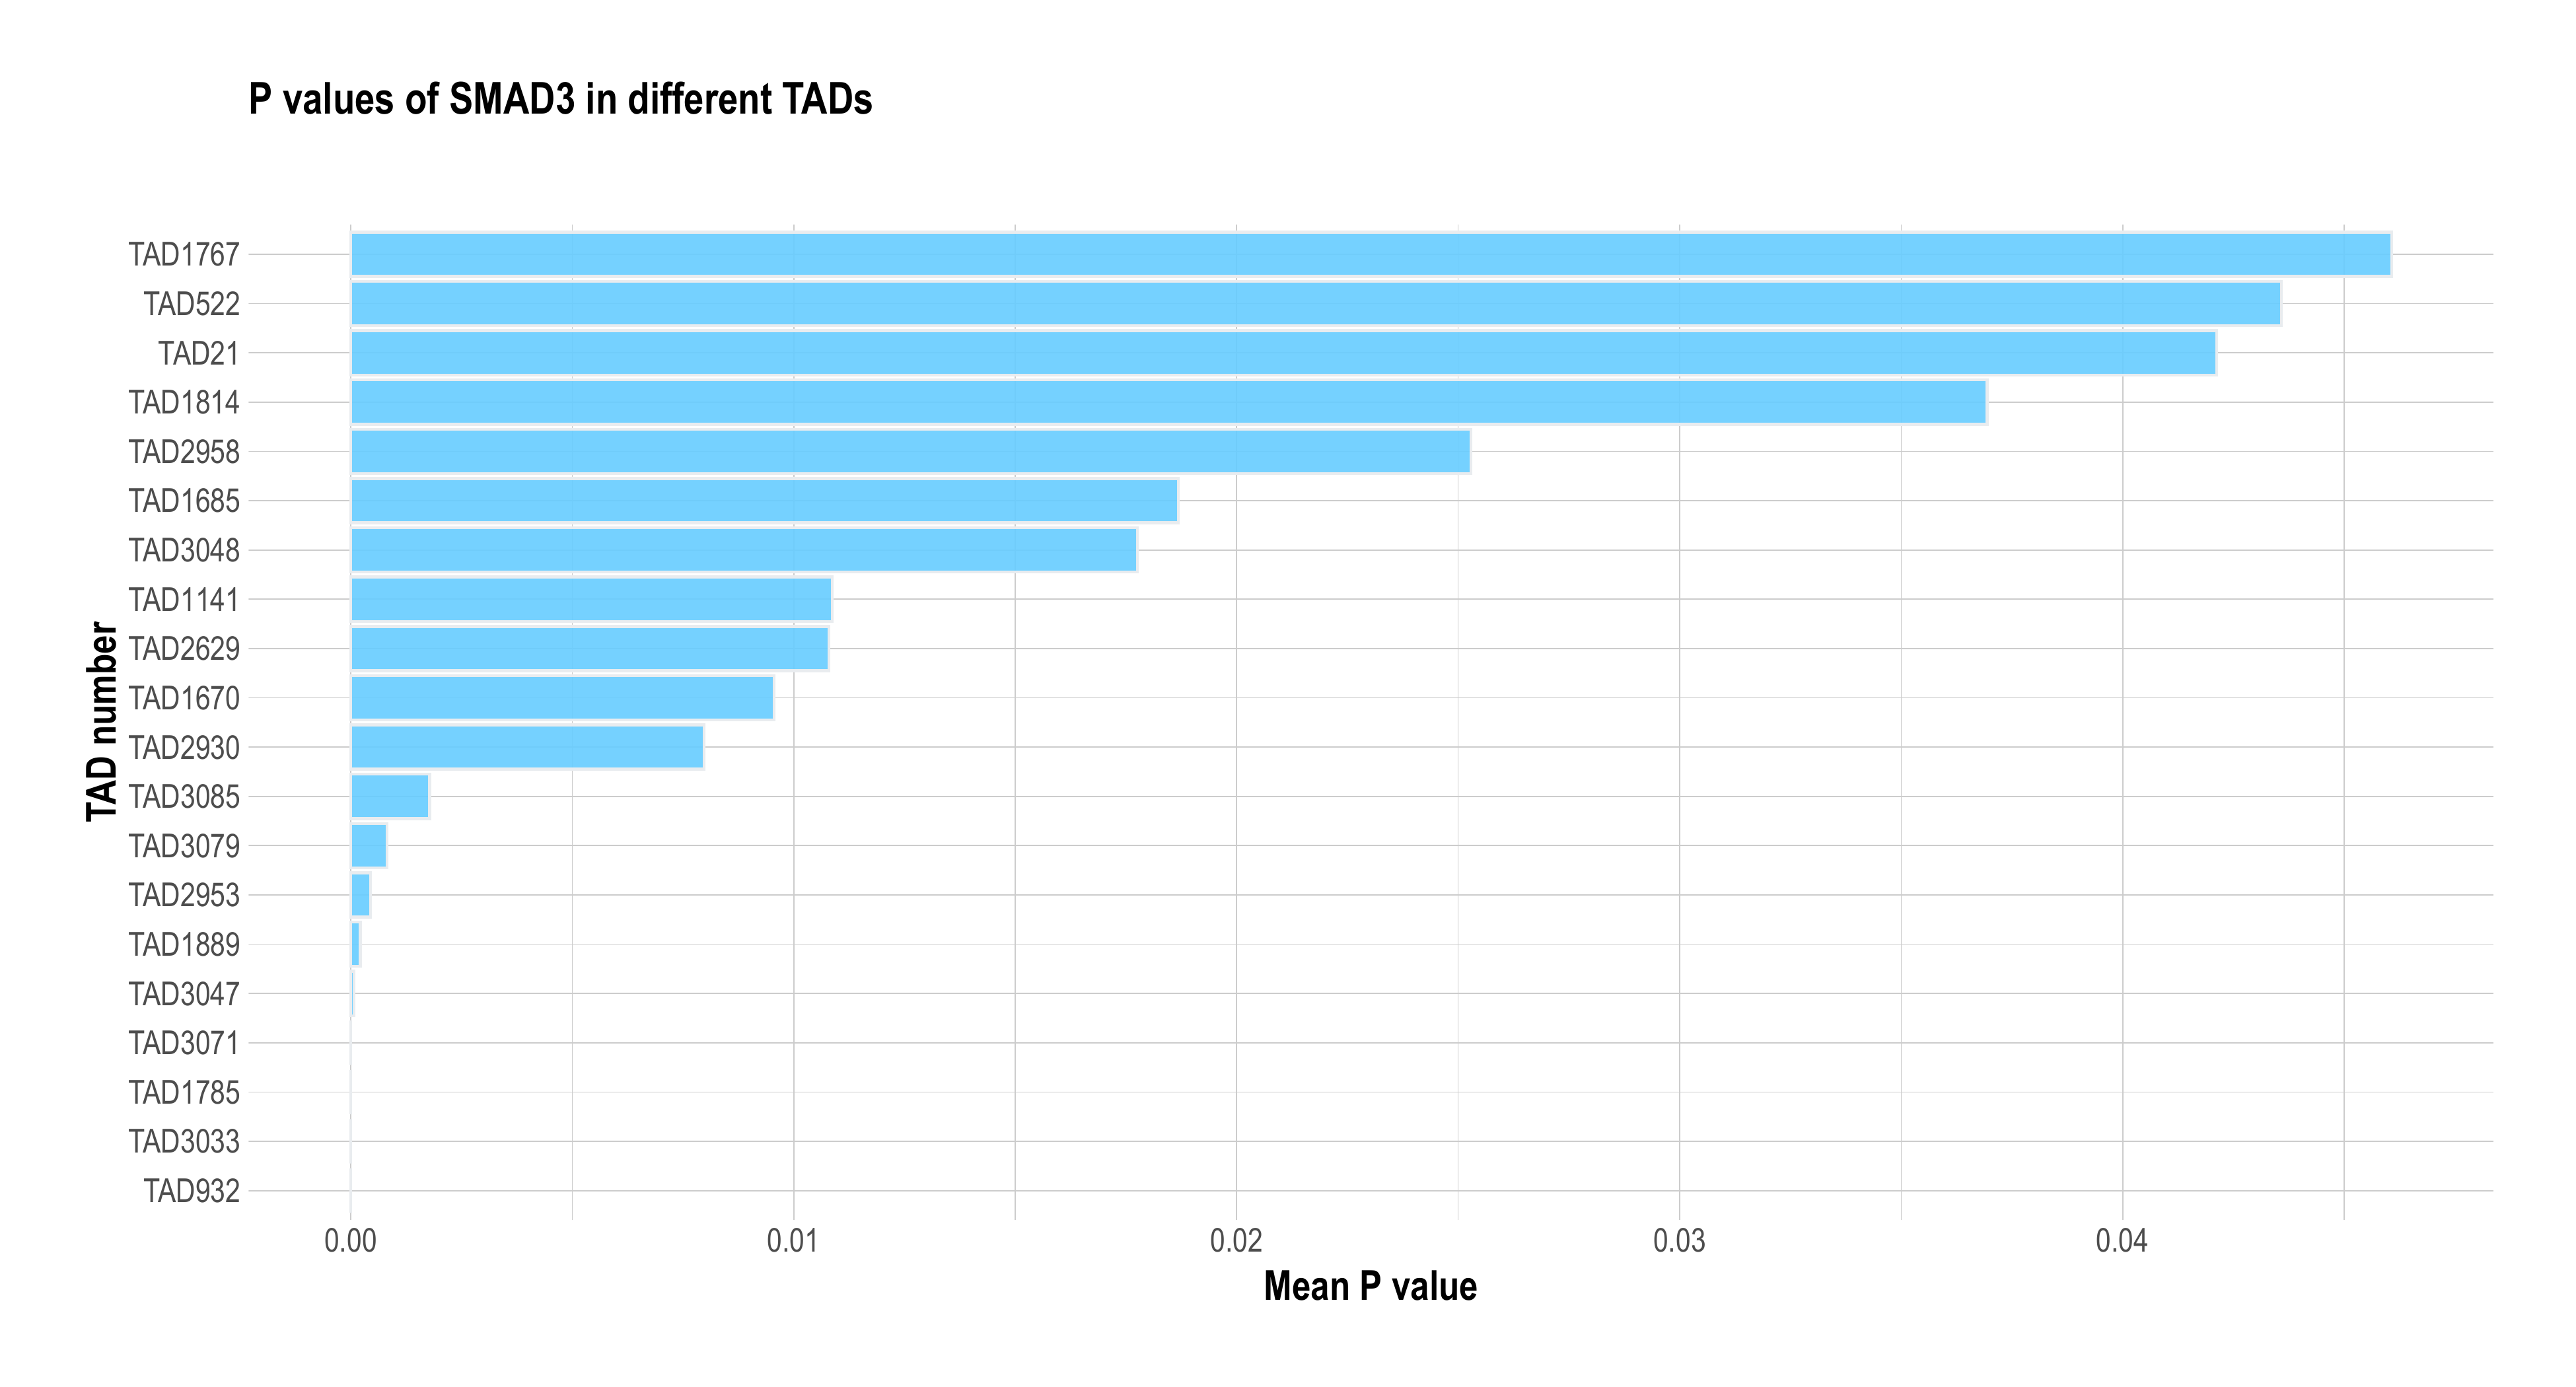 P values of SMAD3 in different TADs
TAD1767
TAD522
TAD21
TAD1814
TAD2958
TAD1685
TAD3048
TAD1141
TAD2629
TAD1670
TAD2930
TAD3085
TAD3079
TAD2953
TAD1889
TAD3047
TAD3071
TAD1785
TAD3033
TAD932
TAD number
0.00 0.01 0.02 0.03 0.04
Mean P value